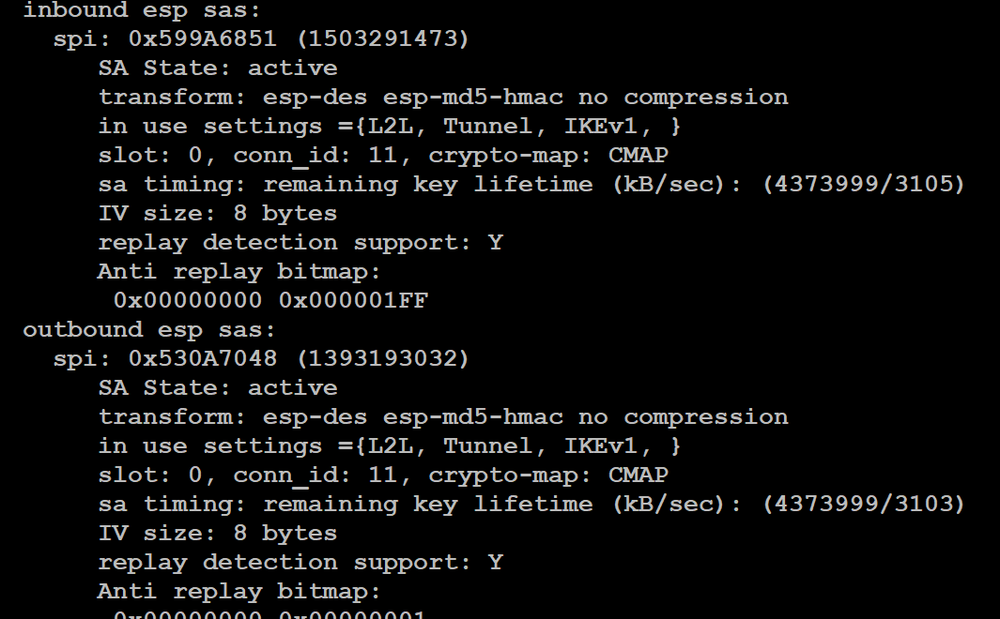 inbound esp sas:
spi: 0x599A6851 (1503291473)
SA State: active
transform: esp-des esp-md5-hmac no compression
in use settings ={L2L, Tunnel, IKEv1, }
slot: 0, conn_id: 11, crypto-map: CMAP
sa timing: remaining key lifetime (kB/sec): (4373999/3105)
IV size: 8 bytes
replay detection support: Y
Anti replay bitmap:
0x00000000 0x000001FF
outbound esp sas:
spi: 0x530A7048 (1393193032)
SA State: active
transform: esp-des esp-md5-hmac no compression
in use settings ={L2L, Tunnel, IKEv1, }
slot: 0, conn_id: 11, crypto-map: CMAP
sa timing: remaining key lifetime (kB/sec): (4373999/3103)
IV size: 8 bytes
replay detection support: Y
Anti replay bitmap:
0x00000000 0x00000001